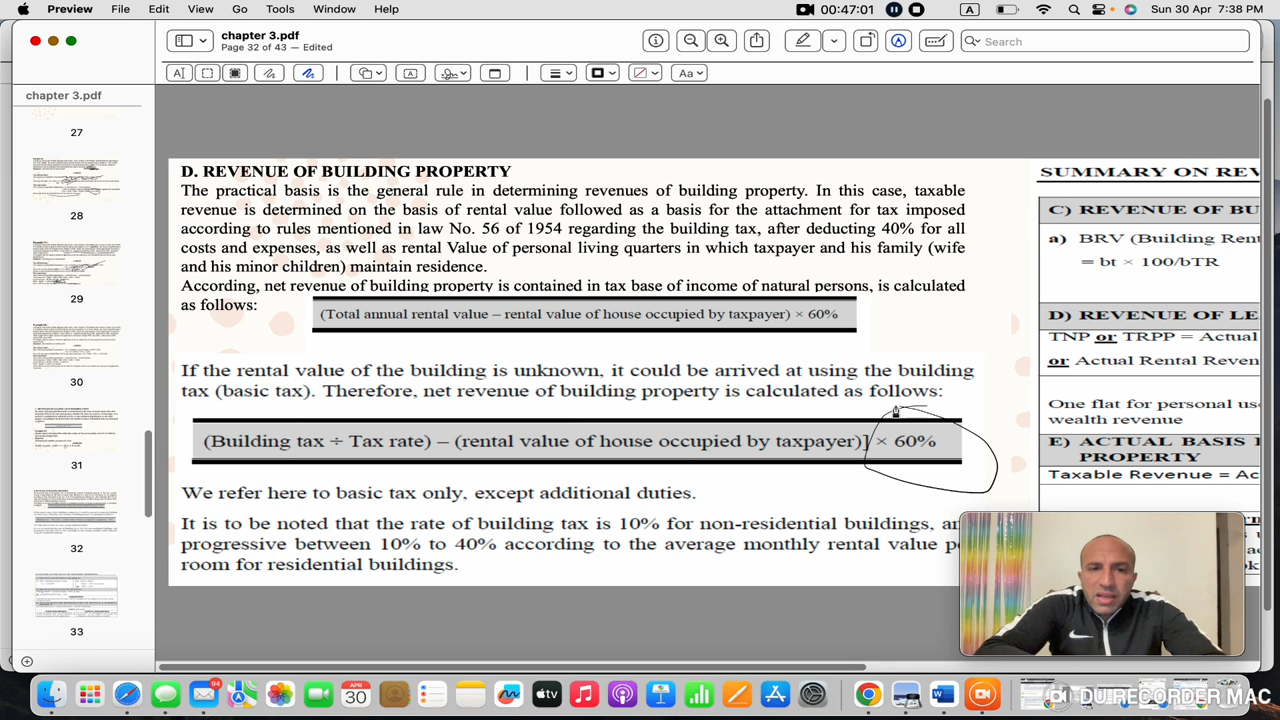 Preview File Edit View Go Tools Window Help
00:47:01
A
Sun 30 Apr 7:38 PM
chapter 3.pdf
Page 32 of 43 — Edited
Search
chapter 3.pdf
27
28
29
30
31
32
33
D. REVENUE OF BUILDING PROPERTY
The practical basis is the general rule in determining revenues of building property. In this case, taxable
revenue is determined on the basis of rental value followed as a basis for the attachment for tax imposed
according to rules mentioned in law No. 56 of 1954 regarding the building tax, after deducting 40% for all
costs and expenses, as well as rental Value of personal living quarters in which taxpayer and his family (wife
and his minor children) maintain residence.
According, net revenue of building property is contained in tax base of income of natural persons, is calculated
as follows:
(Total annual rental value – rental value of house occupied by taxpayer) × 60%
If the rental value of the building is unknown, it could be arrived at using the building
tax (basic tax). Therefore, net revenue of building property is calculated as follows:
(Building tax ÷ Tax rate) – (rental value of house occupied by taxpayer)] × 60%
We refer here to basic tax only, except additional duties.
It is to be noted that the rate of building tax is 10% for non-residential buildings, an
progressive between 10% to 40% according to the average monthly rental value p
room for residential buildings.
SUMMARY ON REV
C) REVENUE OF BU
a) BRV (Building Rent
= bt × 100/bTR
D) REVENUE OF LE
TNP or TRPP = Actual
or Actual Rental Reven
One flat for personal us
wealth revenue
E) ACTUAL BASIS
PROPERTY
Taxable Revenue = Ac
94
APR
30
tv
DU RECORDER MAC